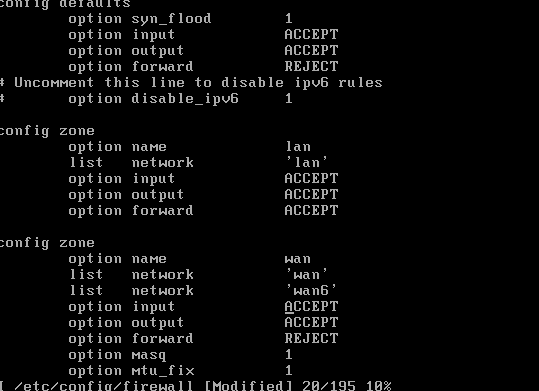 config defaults
option syn_flood 1
option input ACCEPT
option output ACCEPT
option forward REJECT
# Uncomment this line to disable ipv6 rules
# option disable_ipv6 1
config zone
option name lan
list network 'lan'
option input ACCEPT
option output ACCEPT
option forward ACCEPT
config zone
option name wan
list network 'wan'
list network 'wan6'
option input ACCEPT
option output ACCEPT
option forward REJECT
option masq 1
option mtu_fix 1
[ /etc/config/firewall [Modified] 20/195 10%